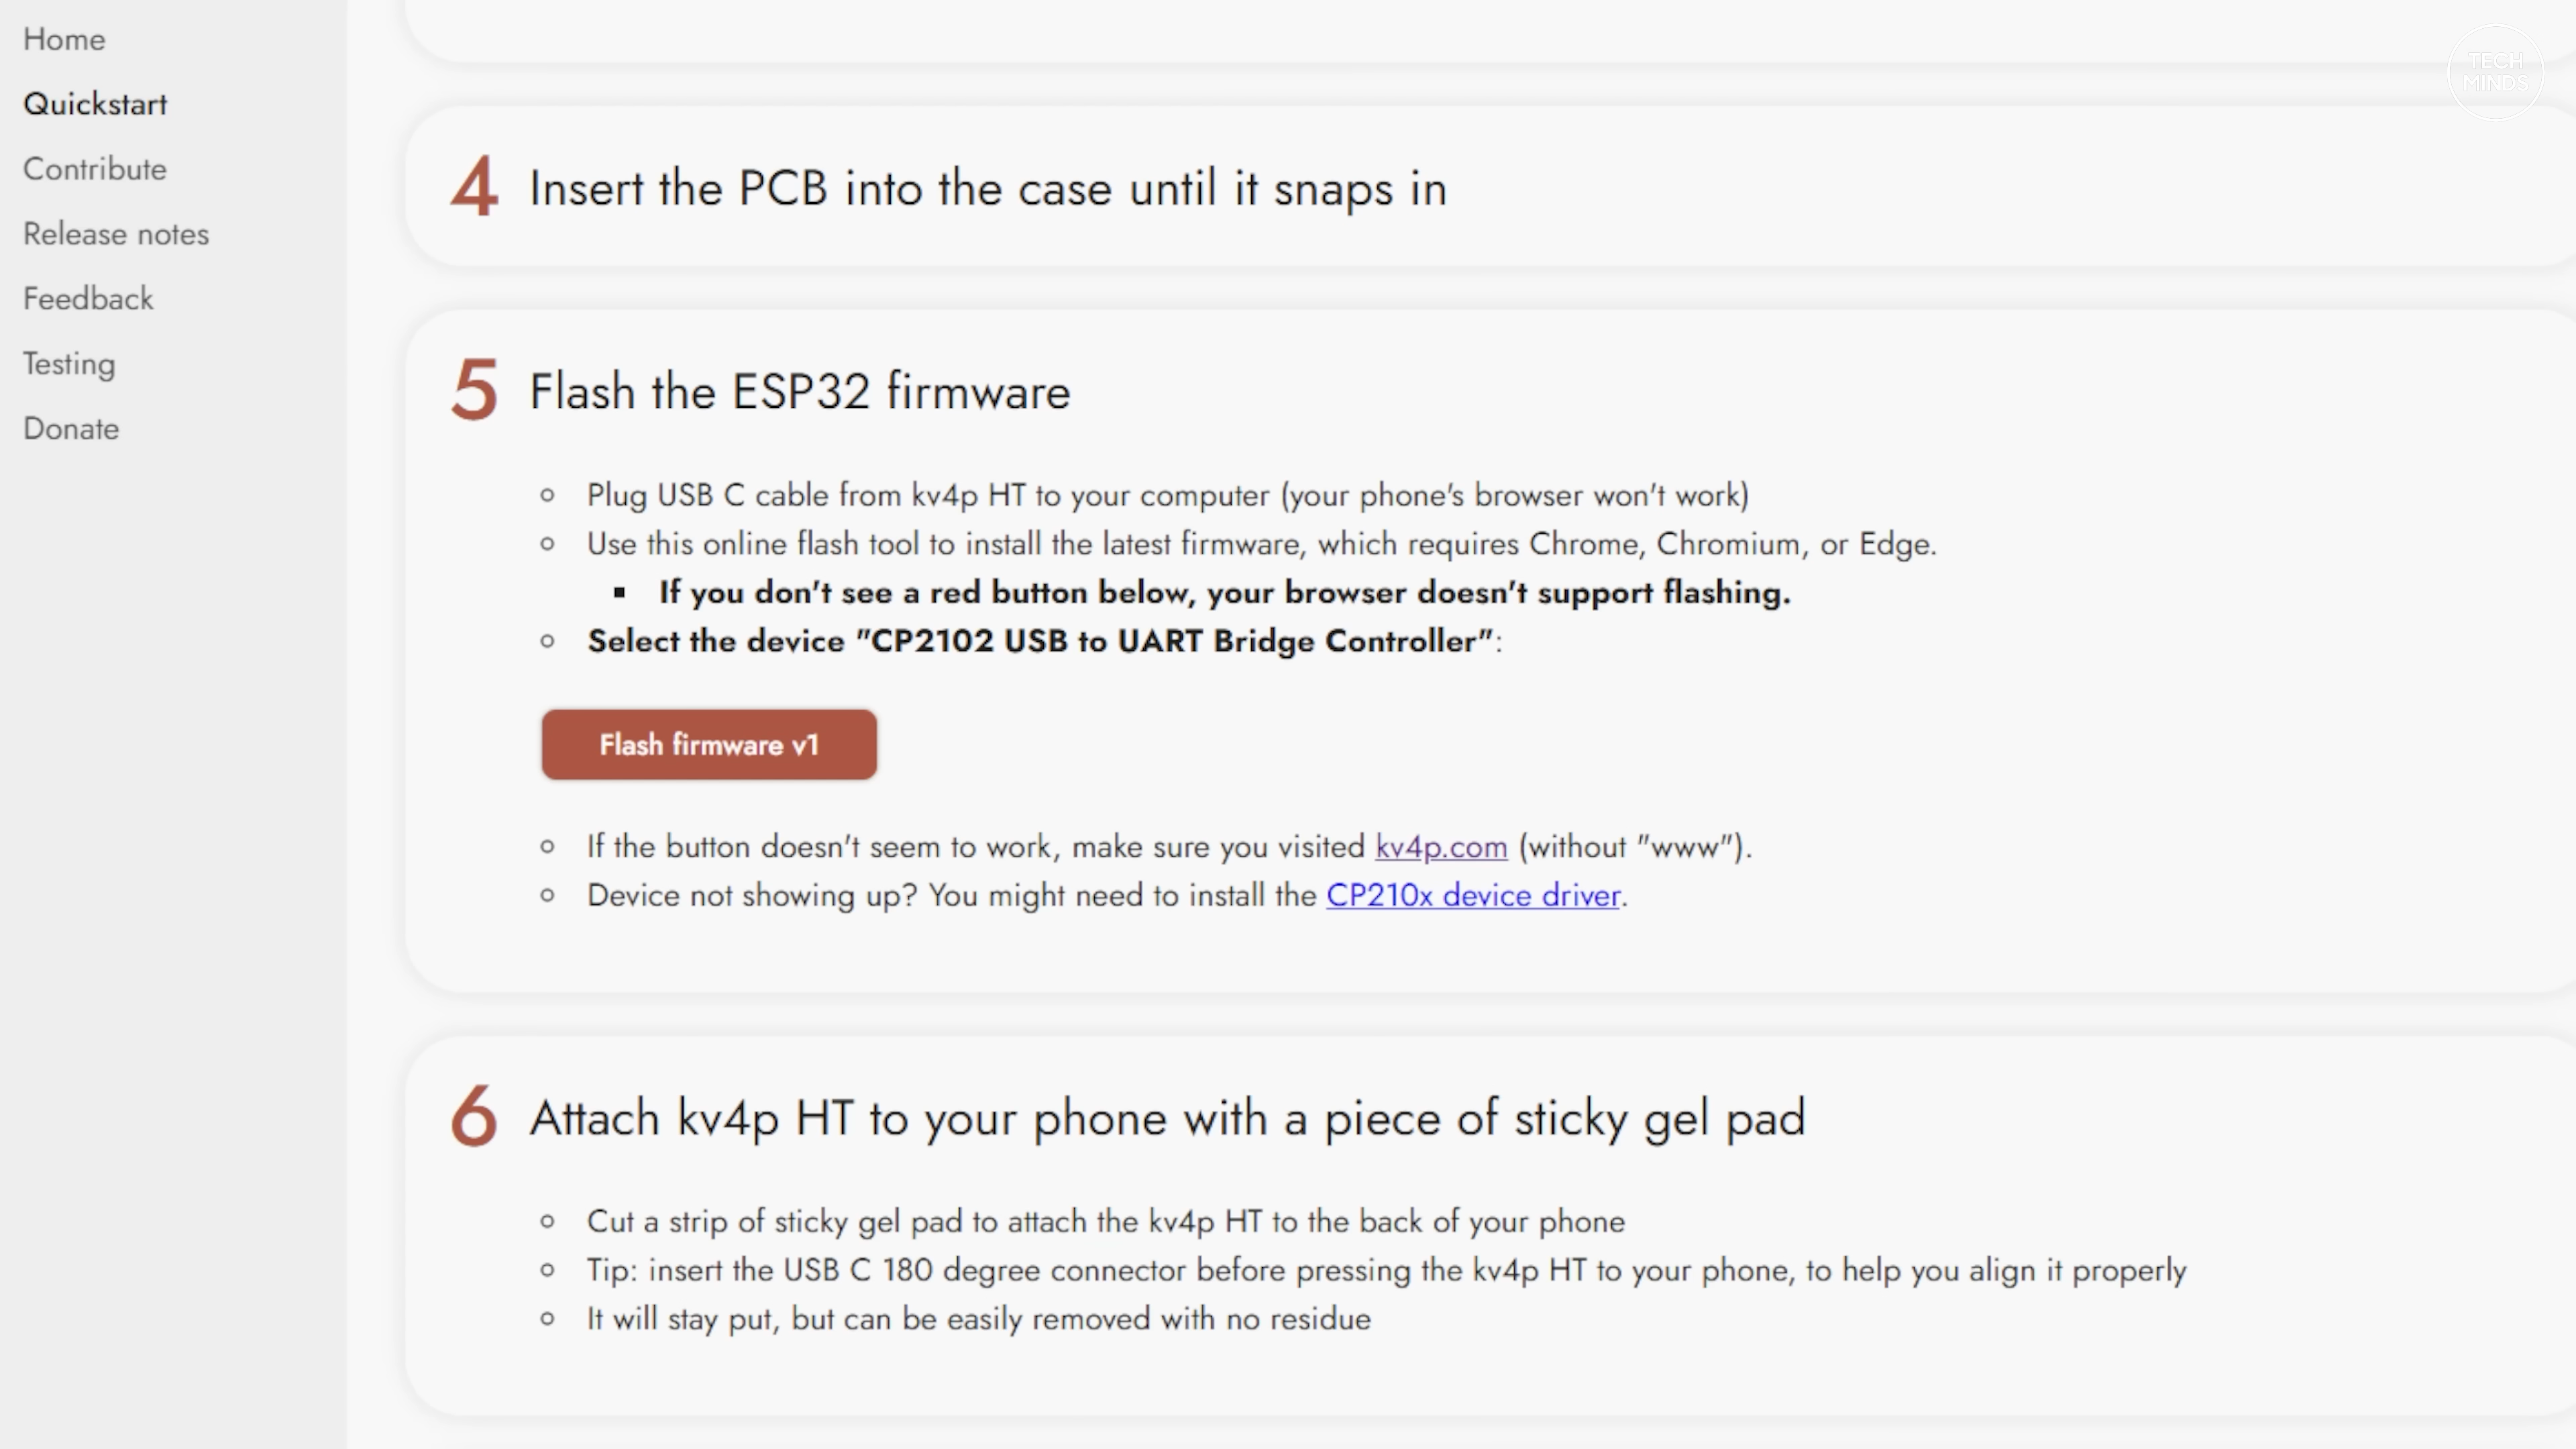 Home
Quickstart
Contribute
Release notes
Feedback
Testing
Donate
TECH
MINDS
4 Insert the PCB into the case until it snaps in
5 Flash the ESP32 firmware
Plug USB C cable from kv4p HT to your computer (your phone's browser won't work)
Use this online flash tool to install the latest firmware, which requires Chrome, Chromium, or Edge.
If you don't see a red button below, your browser doesn't support flashing.
Select the device "CP2102 USB to UART Bridge Controller":
Flash firmware v1
If the button doesn't seem to work, make sure you visited kv4p.com (without "www").
Device not showing up? You might need to install the CP210x device driver.
6 Attach kv4p HT to your phone with a piece of sticky gel pad
Cut a strip of sticky gel pad to attach the kv4p HT to the back of your phone
Tip: insert the USB C 180 degree connector before pressing the kv4p HT to your phone, to help you align it properly
It will stay put, but can be easily removed with no residue